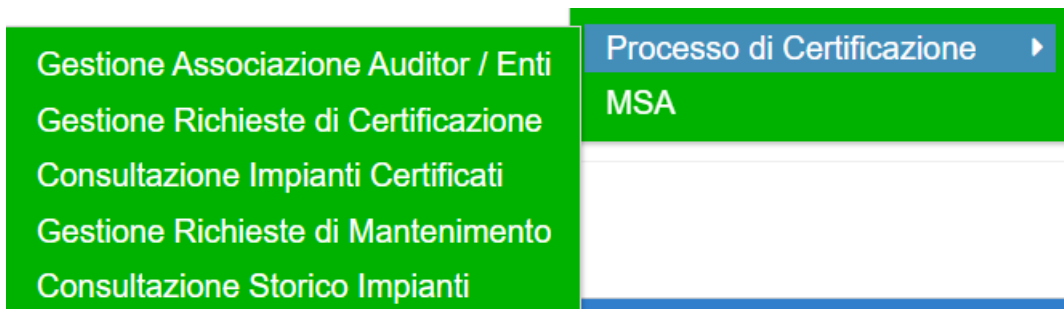 Processo di Certificazione
MSA
Gestione Associazione Auditor / Enti
Gestione Richieste di Certificazione
Consultazione Impianti Certificati
Gestione Richieste di Mantenimento
Consultazione Storico Impianti